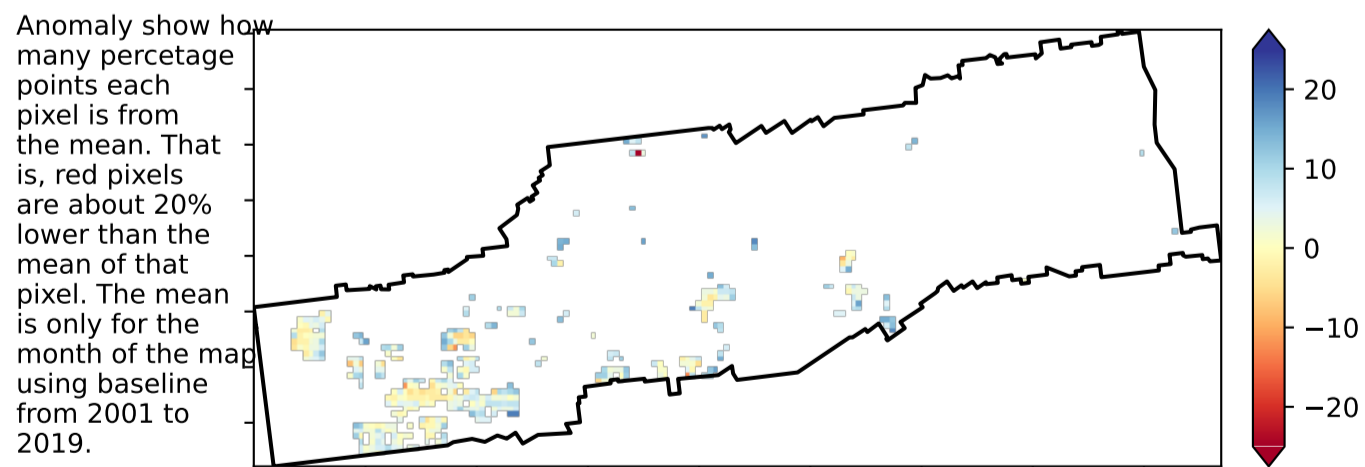 Anomaly show how
many percetage
points each
pixel is from
the mean. That
is, red pixels
are about 20%
lower than the
mean of that
pixel. The mean
is only for the
month of the map
using baseline
from 2001 to
2019.
20
10
0
−10
−20